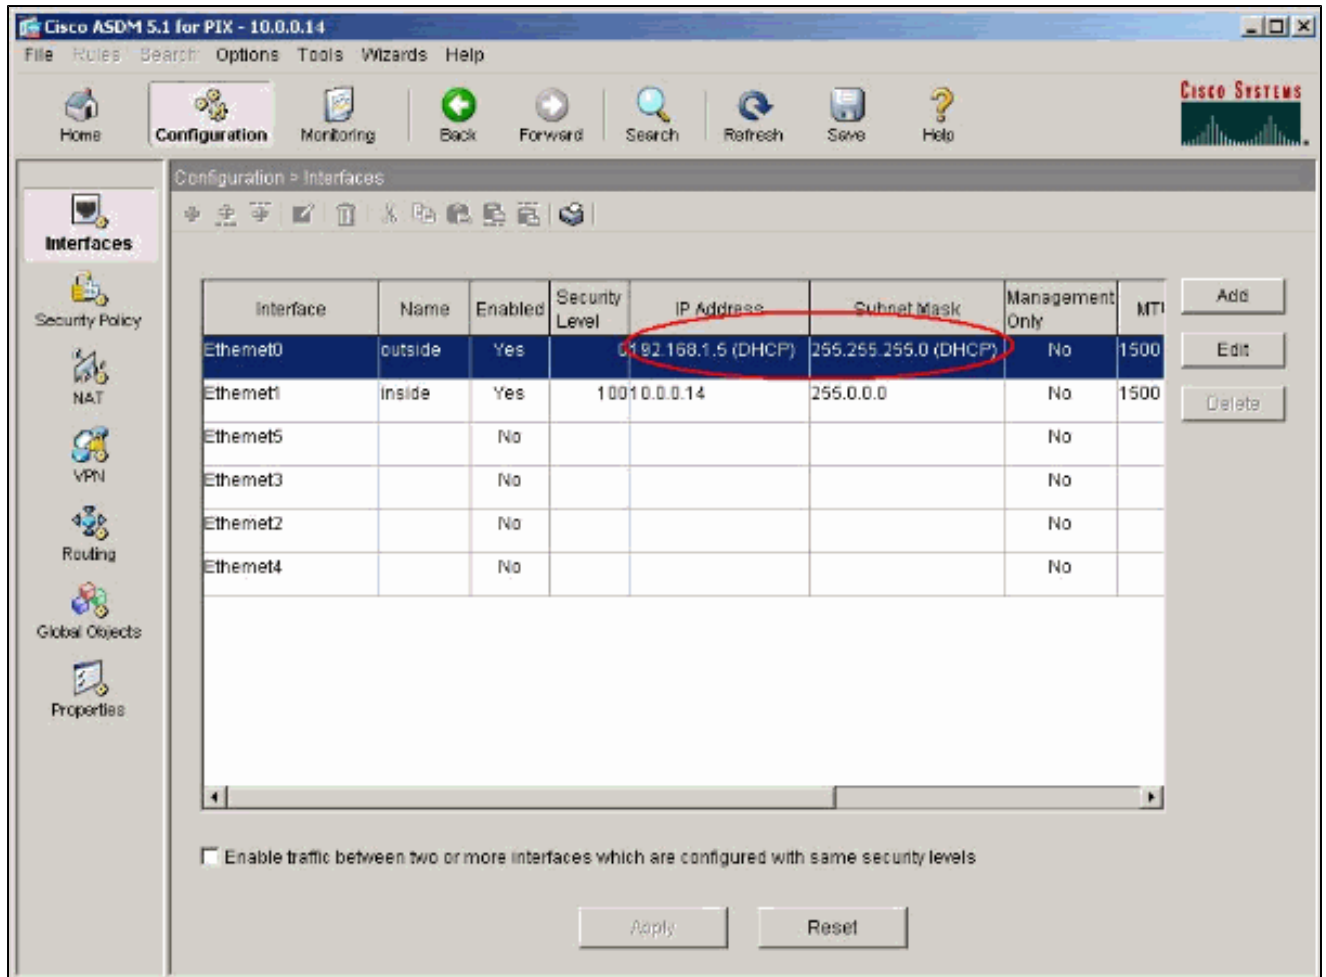 Cisco ASDM 5.1 for PIX - 10.0.0.14
File Rules Search Options Tools Wizards Help
Home Configuration Monitoring Back Forward Search Refresh Save Help
CISCO SYSTEMS
Configuration > Interfaces
Interfaces
Security Policy
NAT
VPN
Routing
Global Objects
Properties
Interface Name Enabled Security Level IP Address Subnet Mask Management Only MT
Ethernet0 outside Yes 0 192.168.1.5 (DHCP) 255.255.255.0 (DHCP) No 1500
Ethernet1 inside Yes 100 10.0.0.14 255.0.0.0 No 1500
Ethernet5 No No
Ethernet3 No No
Ethernet2 No No
Ethernet4 No No
Add
Edit
Delete
Enable traffic between two or more interfaces which are configured with same security levels
Apply Reset